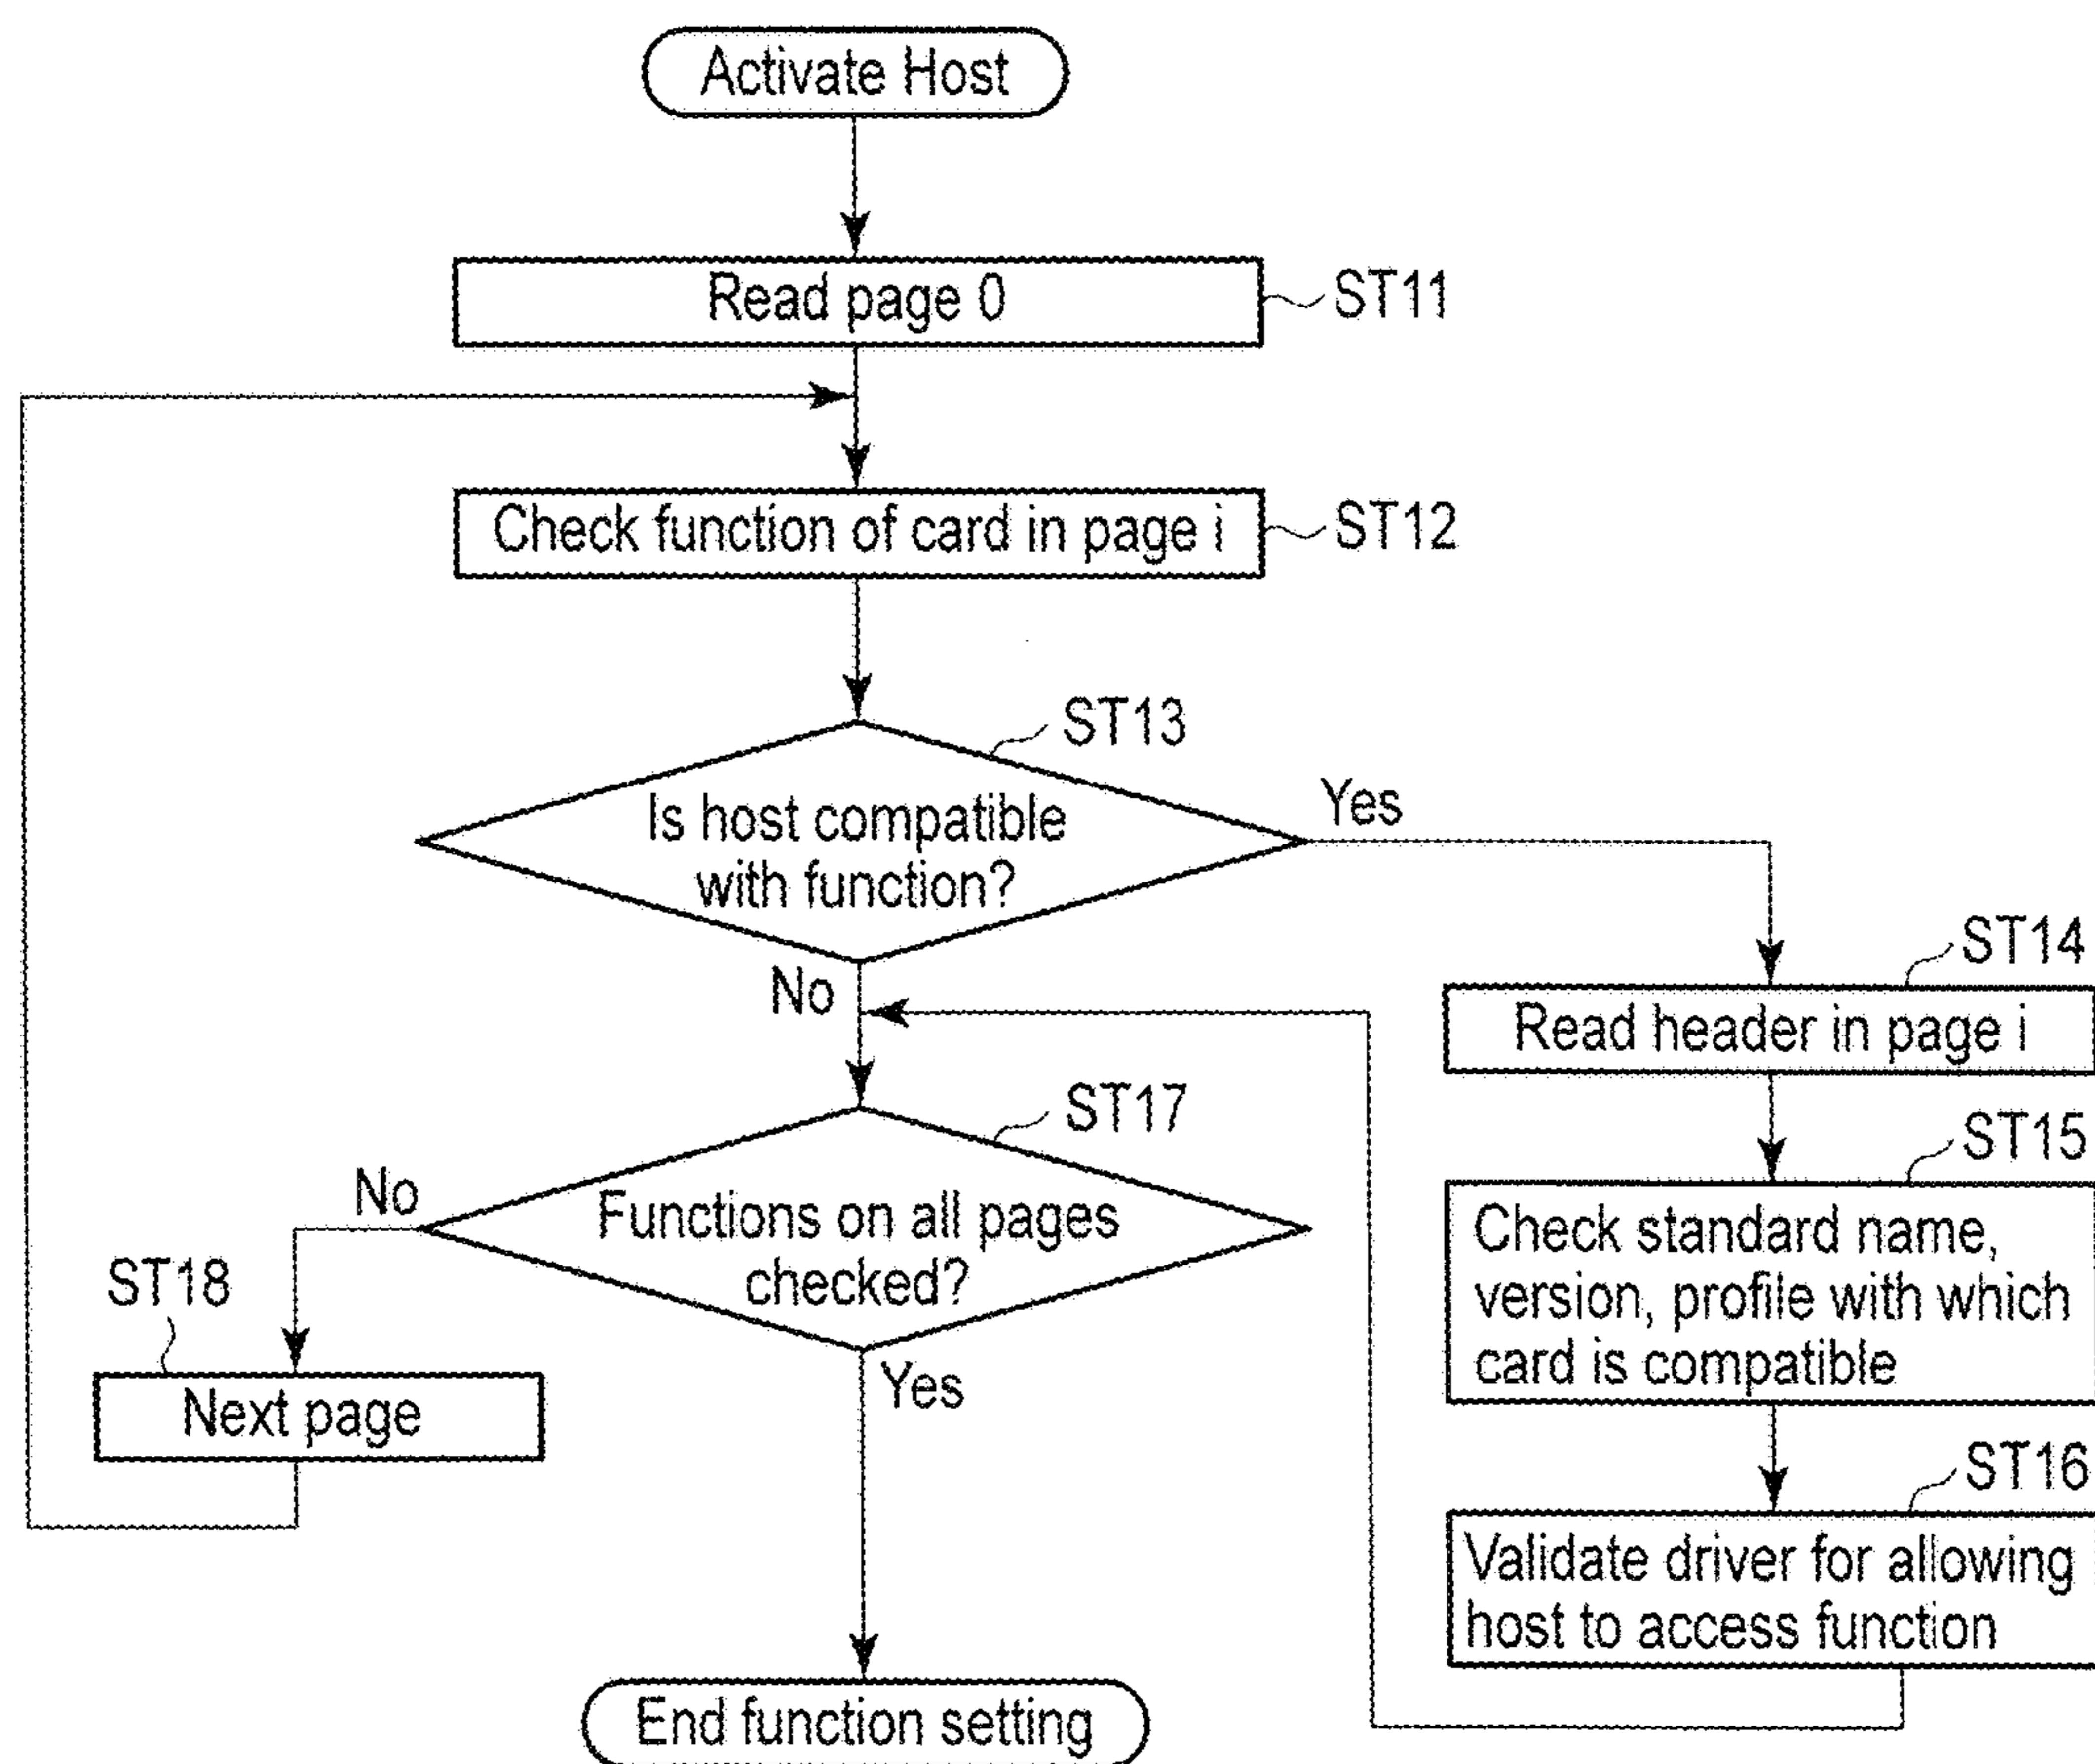 Activate Host
Read page 0
ST11
Check function of card in page i
ST12
ST13
Is host compatible
with function?
Yes
No
ST14
Read header in page i
ST15
Check standard name,
version, profile with which
card is compatible
ST16
Validate driver for allowing
host to access function
ST17
Functions on all pages
checked?
No
Yes
ST18
Next page
End function setting